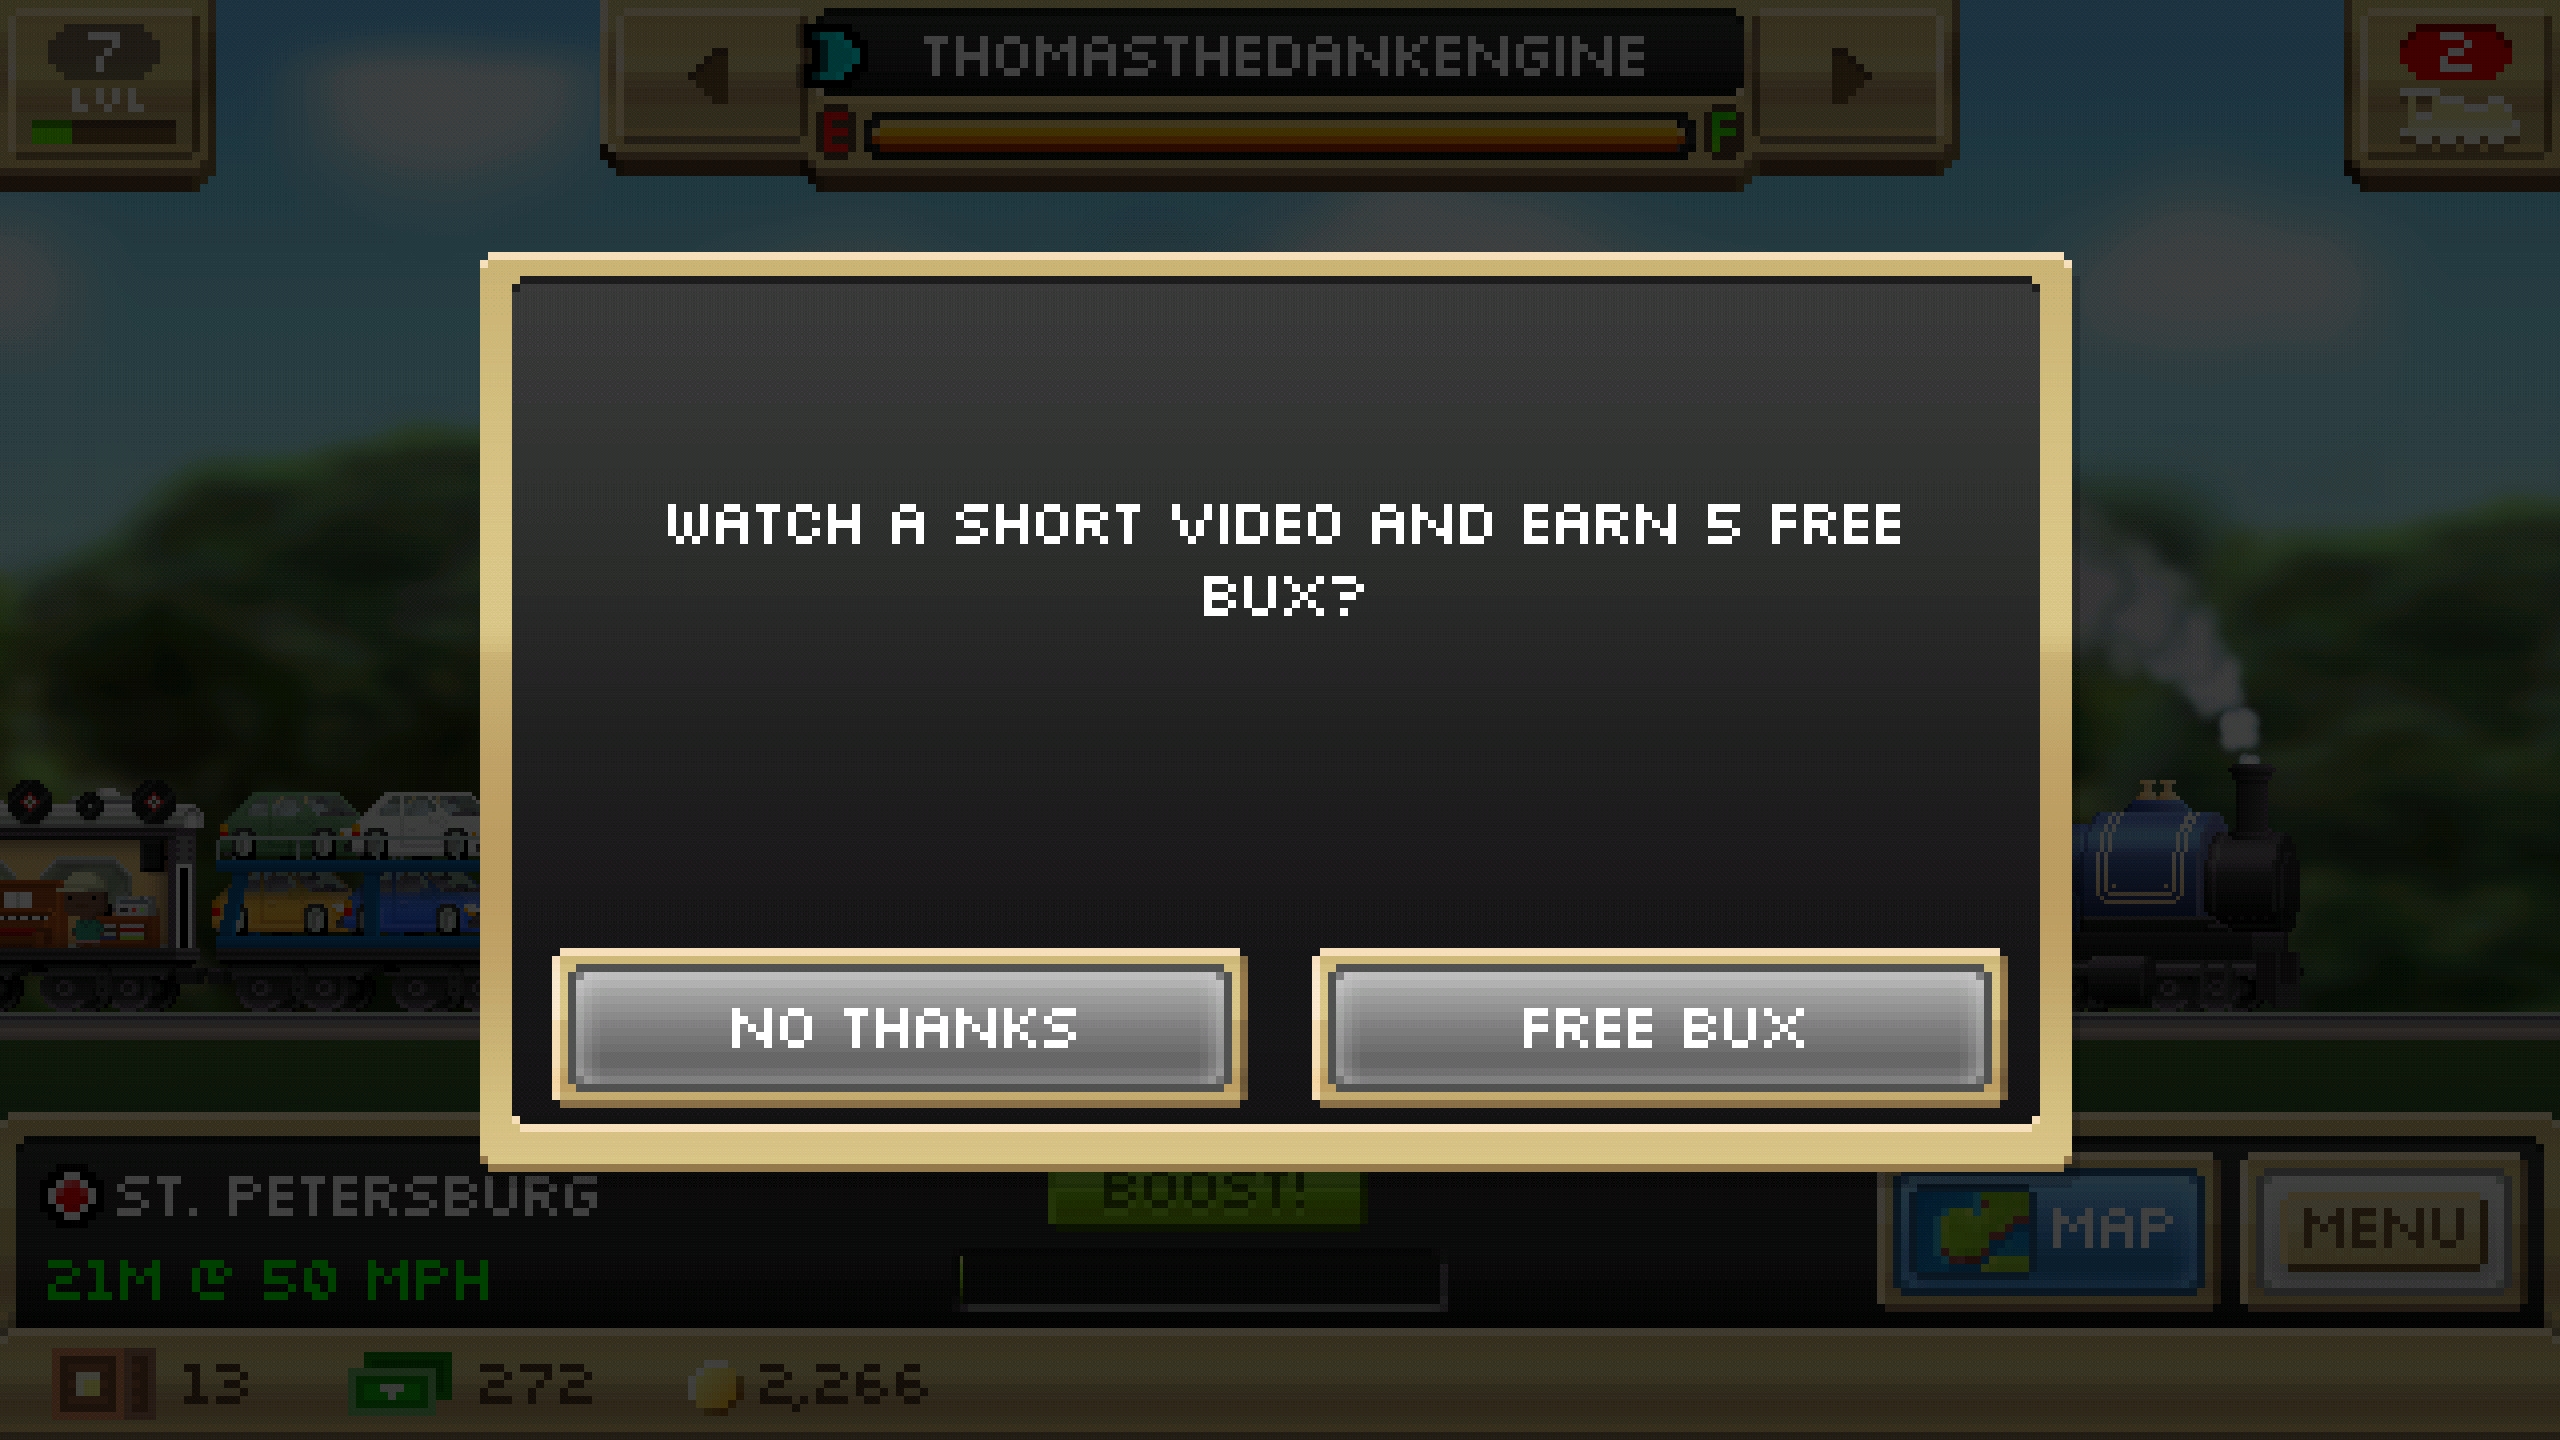 7
LVL
THOMASTHEDANKENGINE
E F
2
WATCH A SHORT VIDEO AND EARN 5 FREE
BUX?
NO THANKS
FREE BUX
ST. PETERSBURG
21M @ 50 MPH
BOOST!
MAP
MENU
13
272
2,266